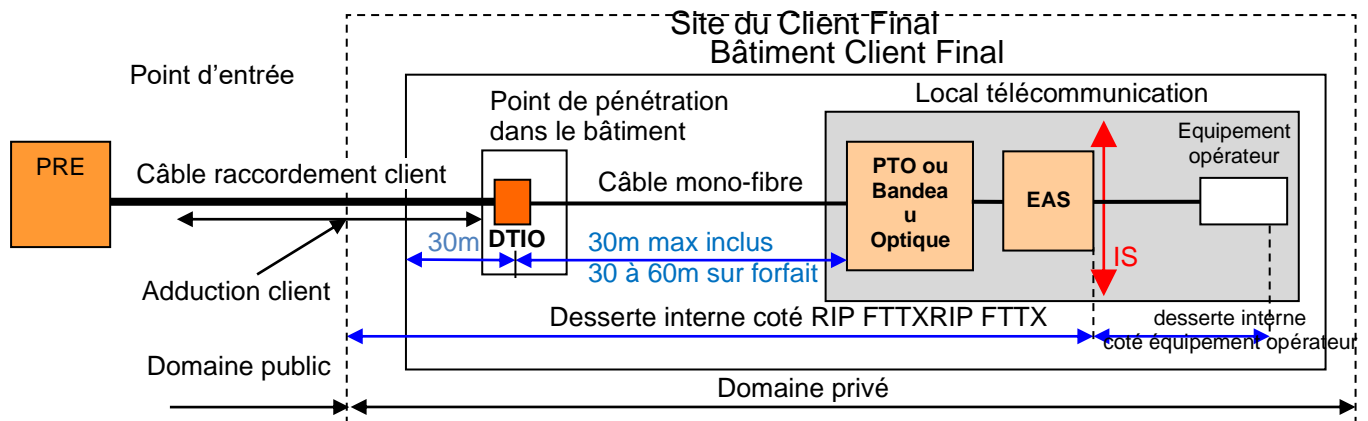 Site du Client Final
Bâtiment Client Final
Point d'entrée
Point de pénétration
dans le bâtiment
Local télécommunication
Equipement
opérateur
PRE
Câble raccordement client
Câble mono-fibre
PTO ou
Bandea
u
Optique
EAS
DTIO
30m
30m max inclus
30 à 60m sur forfait
IS
Adduction client
Desserte interne coté RIP FTTXRIP FTTX
desserte interne
coté équipement opérateur
Domaine public
Domaine privé